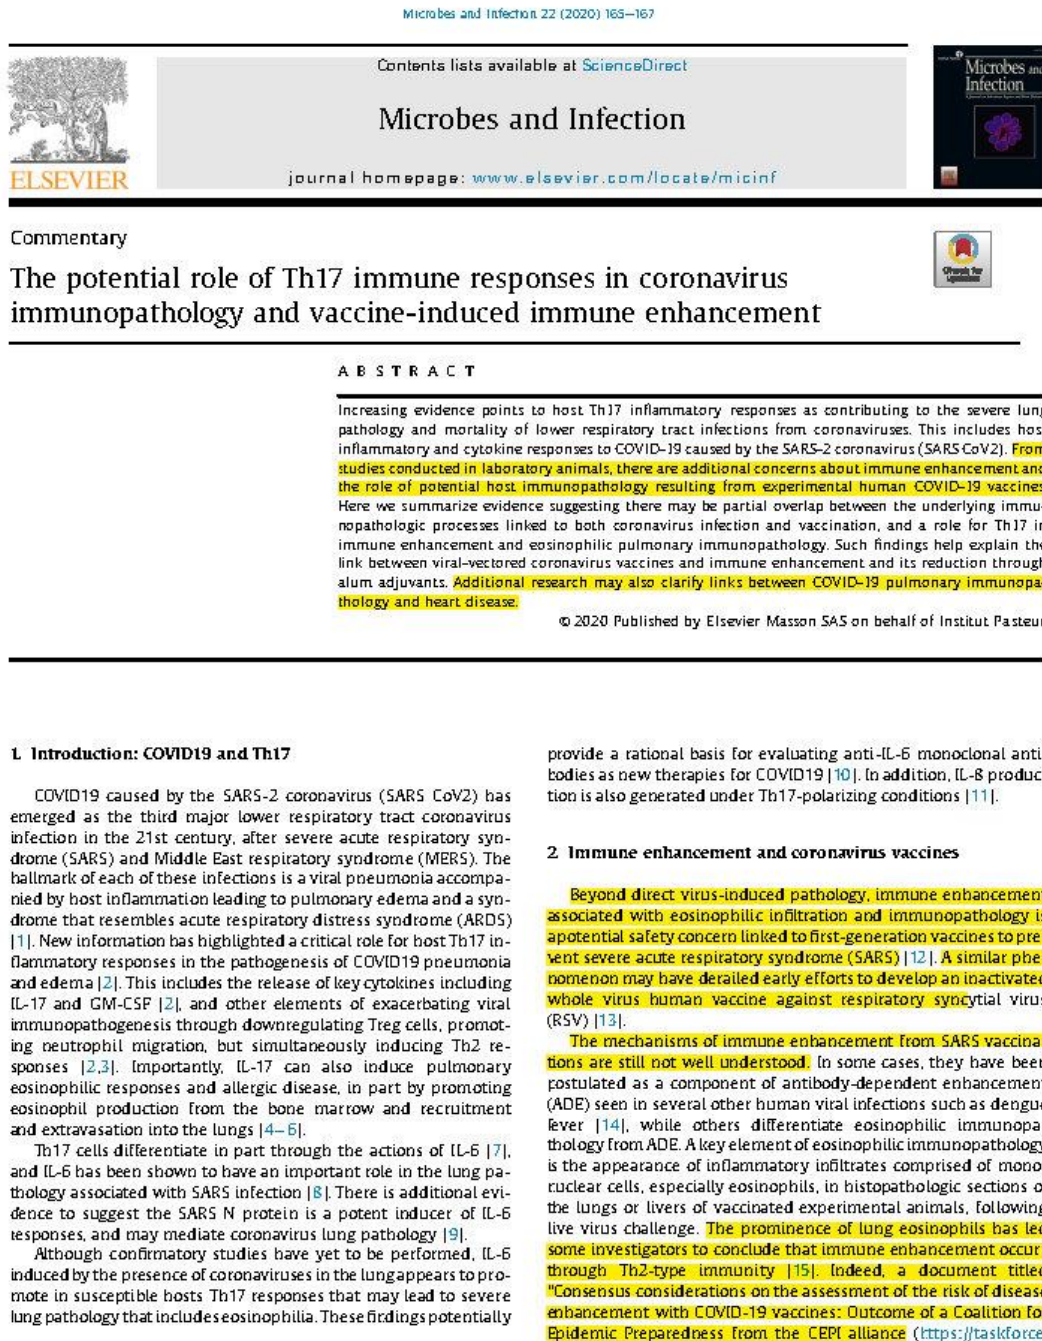 Microbes and Infection 22 (2020) 165–167
Contents lists available at ScienceDirect
Microbes and Infection
journal homepage: www.elsevier.com/locate/micinf
ELSEVIER
Microbes and
Infection
Commentary
Check for
updates
The potential role of Th17 immune responses in coronavirus
immunopathology and vaccine-induced immune enhancement
A B S T R A C T
Increasing evidence points to host Th17 inflammatory responses as contributing to the severe lung
pathology and mortality of lower respiratory tract infections from coronaviruses. This includes hos
inflammatory and cytokine responses to COVID-19 caused by the SARS-2 coronavirus (SARS CoV2). From
studies conducted in laboratory animals, there are additional concerns about immune enhancement and
the role of potential host immunopathology resulting from experimental human COVID-19 vaccines
Here we summarize evidence suggesting there may be partial overlap between the underlying immu-
nopathologic processes linked to both coronavirus infection and vaccination, and a role for Th17 in
immune enhancement and eosinophilic pulmonary immunopathology. Such findings help explain the
link between viral-vectored coronavirus vaccines and immune enhancement and its reduction through
alum adjuvants. Additional research may also clarify links between COVID-19 pulmonary immunopa-
thology and heart disease.
© 2020 Published by Elsevier Masson SAS on behalf of Institut Pasteur
1. Introduction: COVID19 and Th17
COVID19 caused by the SARS-2 coronavirus (SARS CoV2) has
emerged as the third major lower respiratory tract coronavirus
infection in the 21st century, after severe acute respiratory syn-
drome (SARS) and Middle East respiratory syndrome (MERS). The
hallmark of each of these infections is a viral pneumonia accompa-
nied by host inflammation leading to pulmonary edema and a syn-
drome that resembles acute respiratory distress syndrome (ARDS)
[1]. New information has highlighted a critical role for host Th17 in-
flammatory responses in the pathogenesis of COVID19 pneumonia
and edema [2]. This includes the release of key cytokines including
IL-17 and GM-CSF [2], and other elements of exacerbating viral
immunopathogenesis through downregulating Treg cells, promot-
ing neutrophil migration, but simultaneously inducing Th2 re-
sponses [2,3]. Importantly, IL-17 can also induce pulmonary
eosinophilic responses and allergic disease, in part by promoting
eosinophil production from the bone marrow and recruitment
and extravasation into the lungs [4–6].
Th17 cells differentiate in part through the actions of IL-6 [7],
and IL-6 has been shown to have an important role in the lung pa-
thology associated with SARS infection [8]. There is additional evi-
dence to suggest the SARS N protein is a potent inducer of IL-6
responses, and may mediate coronavirus lung pathology [9].
Although confirmatory studies have yet to be performed, IL-6
induced by the presence of coronaviruses in the lung appears to pro-
mote in susceptible hosts Th17 responses that may lead to severe
lung pathology that includes eosinophilia. These findings potentially
provide a rational basis for evaluating anti-IL-6 monoclonal anti
bodies as new therapies for COVID19 [10]. In addition, IL-8 produc
tion is also generated under Th17-polarizing conditions [11].
2. Immune enhancement and coronavirus vaccines
Beyond direct virus-induced pathology, immune enhancement
associated with eosinophilic infiltration and immunopathology is
apotential safety concern linked to first-generation vaccines to pre
vent severe acute respiratory syndrome (SARS) [12]. A similar phe
nomenon may have derailed early efforts to develop an inactivated
whole virus human vaccine against respiratory syncytial virus
(RSV) [13].
The mechanisms of immune enhancement from SARS vaccina
tions are still not well understood. In some cases, they have been
postulated as a component of antibody-dependent enhancement
(ADE) seen in several other human viral infections such as dengu
fever [14], while others differentiate eosinophilic immunopa
thology from ADE. A key element of eosinophilic immunopathology
is the appearance of inflammatory infiltrates comprised of mono
nuclear cells, especially eosinophils, in histopathologic sections o
the lungs or livers of vaccinated experimental animals, following
live virus challenge. The prominence of lung eosinophils has led
some investigators to conclude that immune enhancement occur
through Th2-type immunity [15]. Indeed, a document titled
"Consensus considerations on the assessment of the risk of disease
enhancement with COVID-19 vaccines: Outcome of a Coalition fo
Epidemic Preparedness from the CEPI alliance (https://taskforce